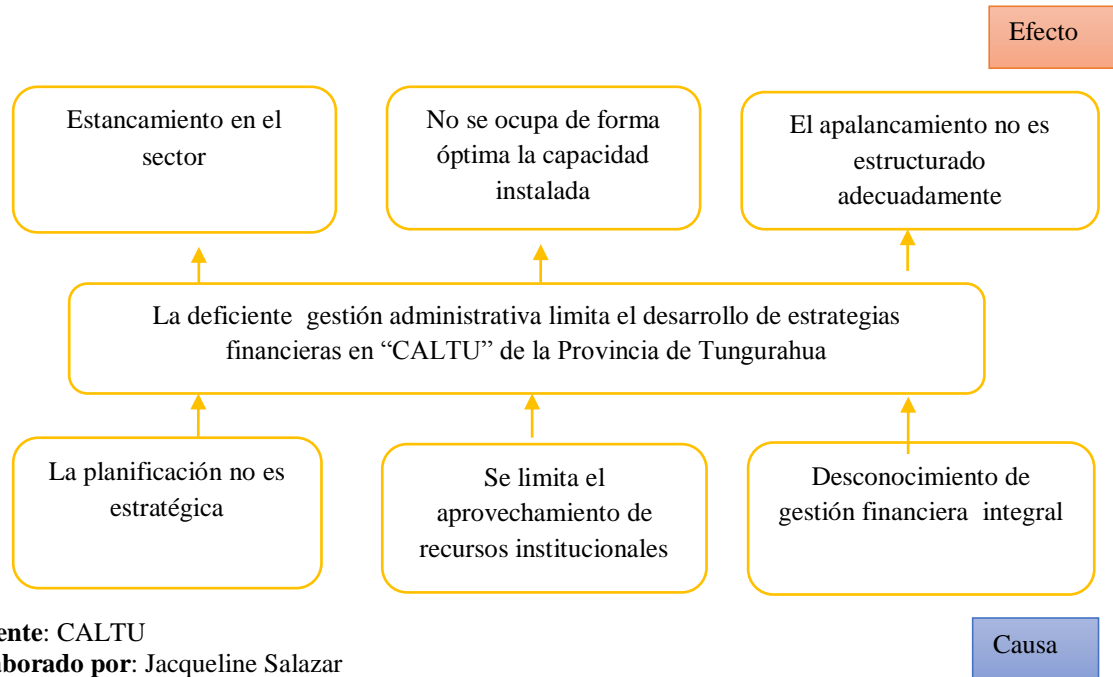 Efecto
Estancamiento en el
sector
No se ocupa de forma
óptima la capacidad
instalada
El apalancamiento no es
estructurado
adecuadamente
La deficiente  gestión administrativa limita el desarrollo de estrategias
financieras en “CALTU” de la Provincia de Tungurahua
La planificación no es
estratégica
Se limita el
aprovechamiento de
recursos institucionales
Desconocimiento de
gestión financiera  integral
ente: CALTU
aborado por: Jacqueline Salazar
Causa